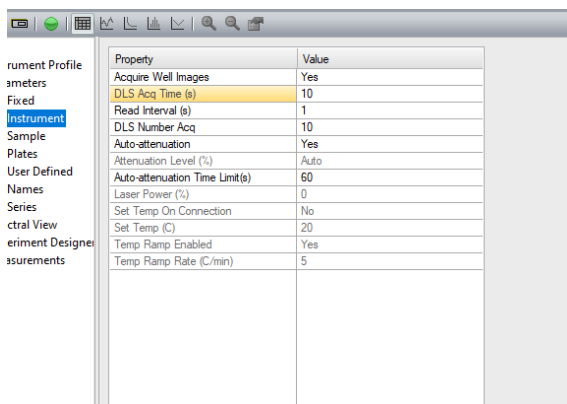 rument Profile
ameters
Fixed
Instrument
Sample
Plates
User Defined
Names
Series
ctral View
eriment Designer
asurements
Property Value
Acquire Well Images Yes
DLS Acq Time (s) 10
Read Interval (s) 1
DLS Number Acq 10
Auto-attenuation Yes
Attenuation Level (%) Auto
Auto-attenuation Time Limit(s) 60
Laser Power (%) 0
Set Temp On Connection No
Set Temp (C) 20
Temp Ramp Enabled Yes
Temp Ramp Rate (C/min) 5